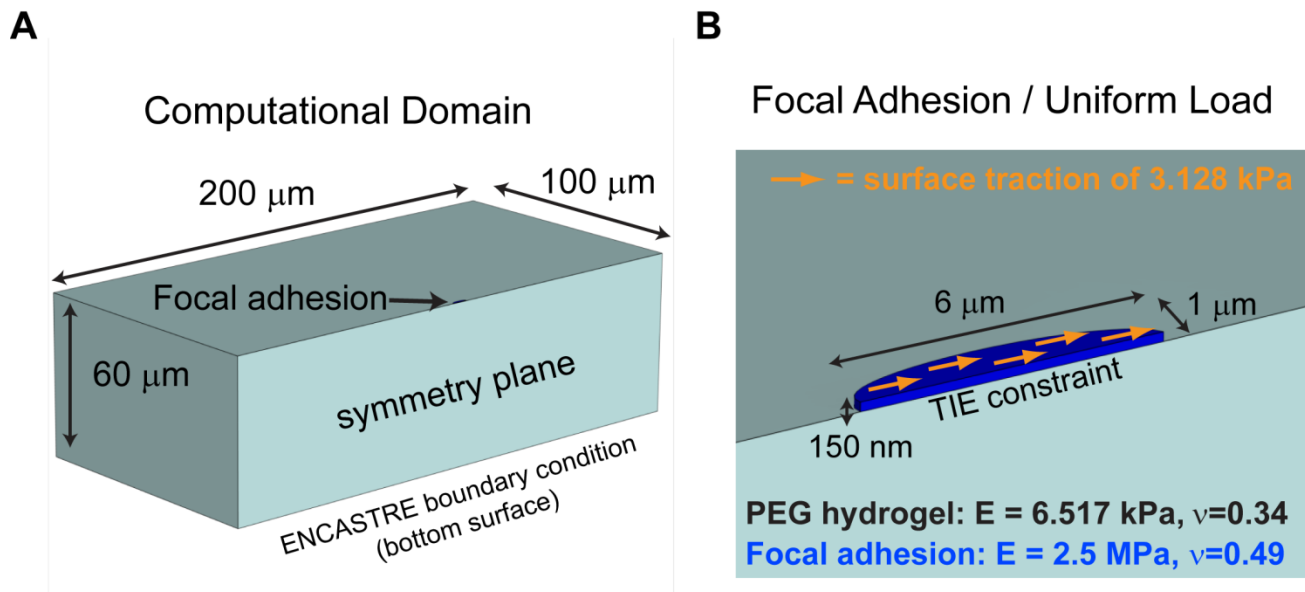 A
Computational Domain
200 μm
100 μm
Focal adhesion
60 μm
symmetry plane
ENCASTRE boundary condition
(bottom surface)
B
Focal Adhesion / Uniform Load
= surface traction of 3.128 kPa
6 μm
1 μm
TIE constraint
150 nm
PEG hydrogel: E = 6.517 kPa, ν=0.34
Focal adhesion: E = 2.5 MPa, ν=0.49